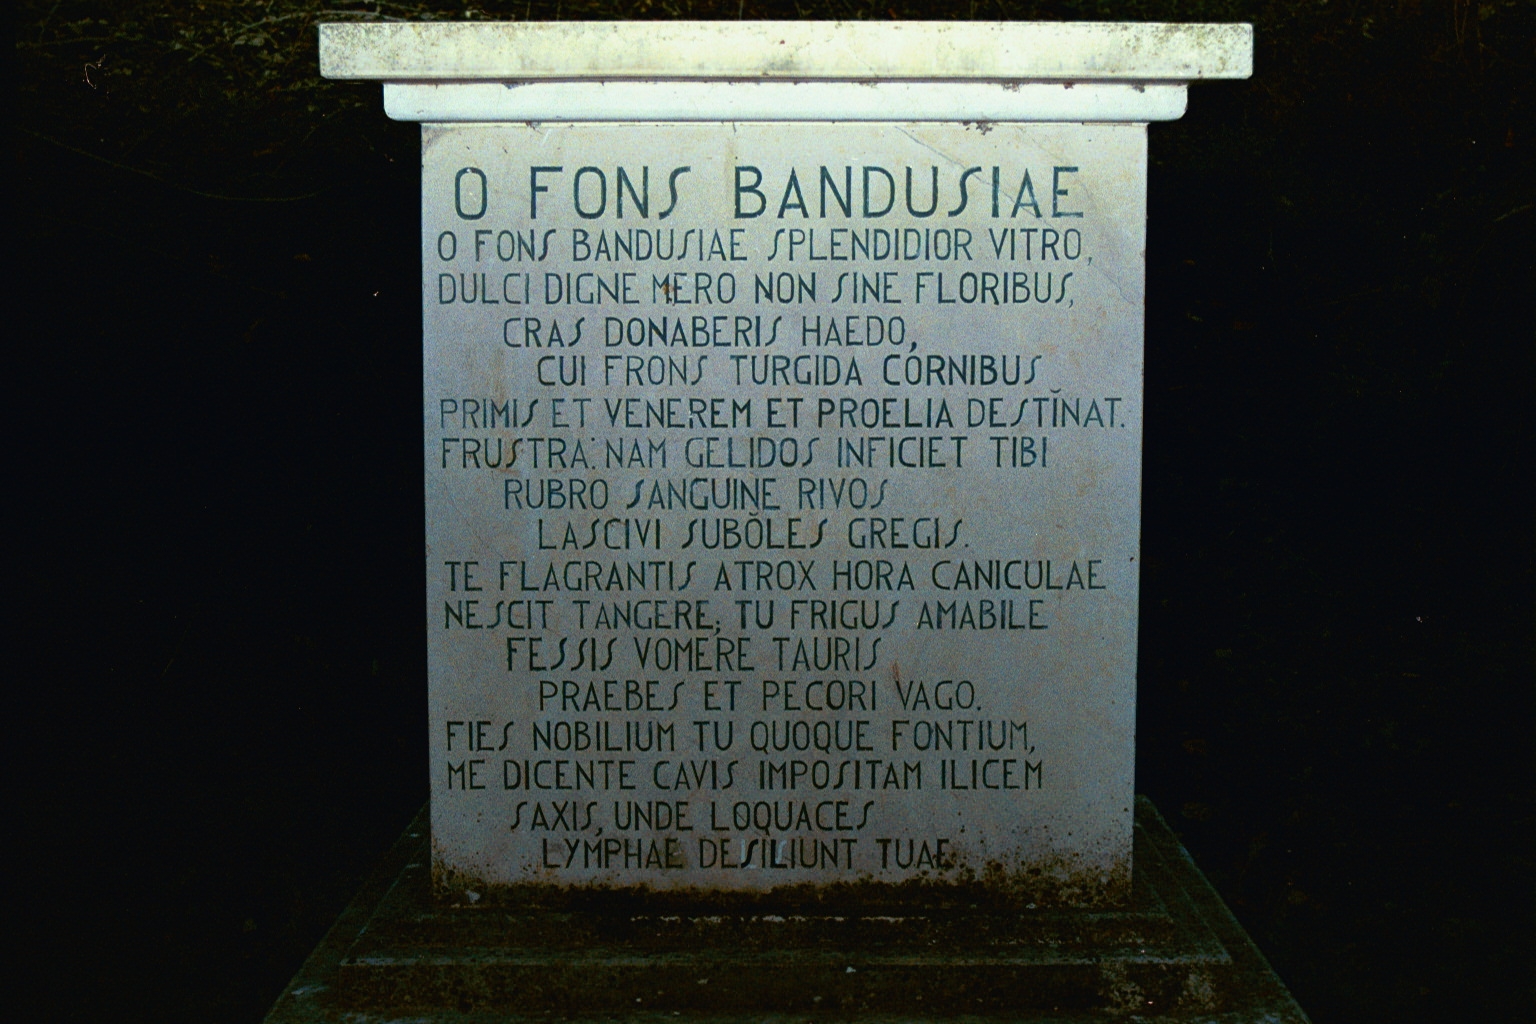 O FONS BANDUSIAE
O FONS BANDUSIAE SPLENDIDIOR VITRO,
DULCI DIGNE MERO NON SINE FLORIBUS,
CRAS DONABERIS HAEDO,
CUI FRONS TURGIDA CORNIBUS
PRIMIS ET VENEREM ET PROELIA DESTĬNAT.
FRUSTRA: NAM GELIDOS INFICIET TIBI
RUBRO SANGUINE RIVOS
LASCIVI SUBŎLES GREGIS.
TE FLAGRANTIS ATROX HORA CANICULAE
NESCIT TANGERE; TU FRIGUS AMABILE
FESSIS VOMERE TAURIS
PRAEBES ET PECORI VAGO.
FIES NOBILIUM TU QUOQUE FONTIUM,
ME DICENTE CAVIS IMPOSITAM ILICEM
SAXIS, UNDE LOQUACES
LYMPHAE DESILIUNT TUAE.